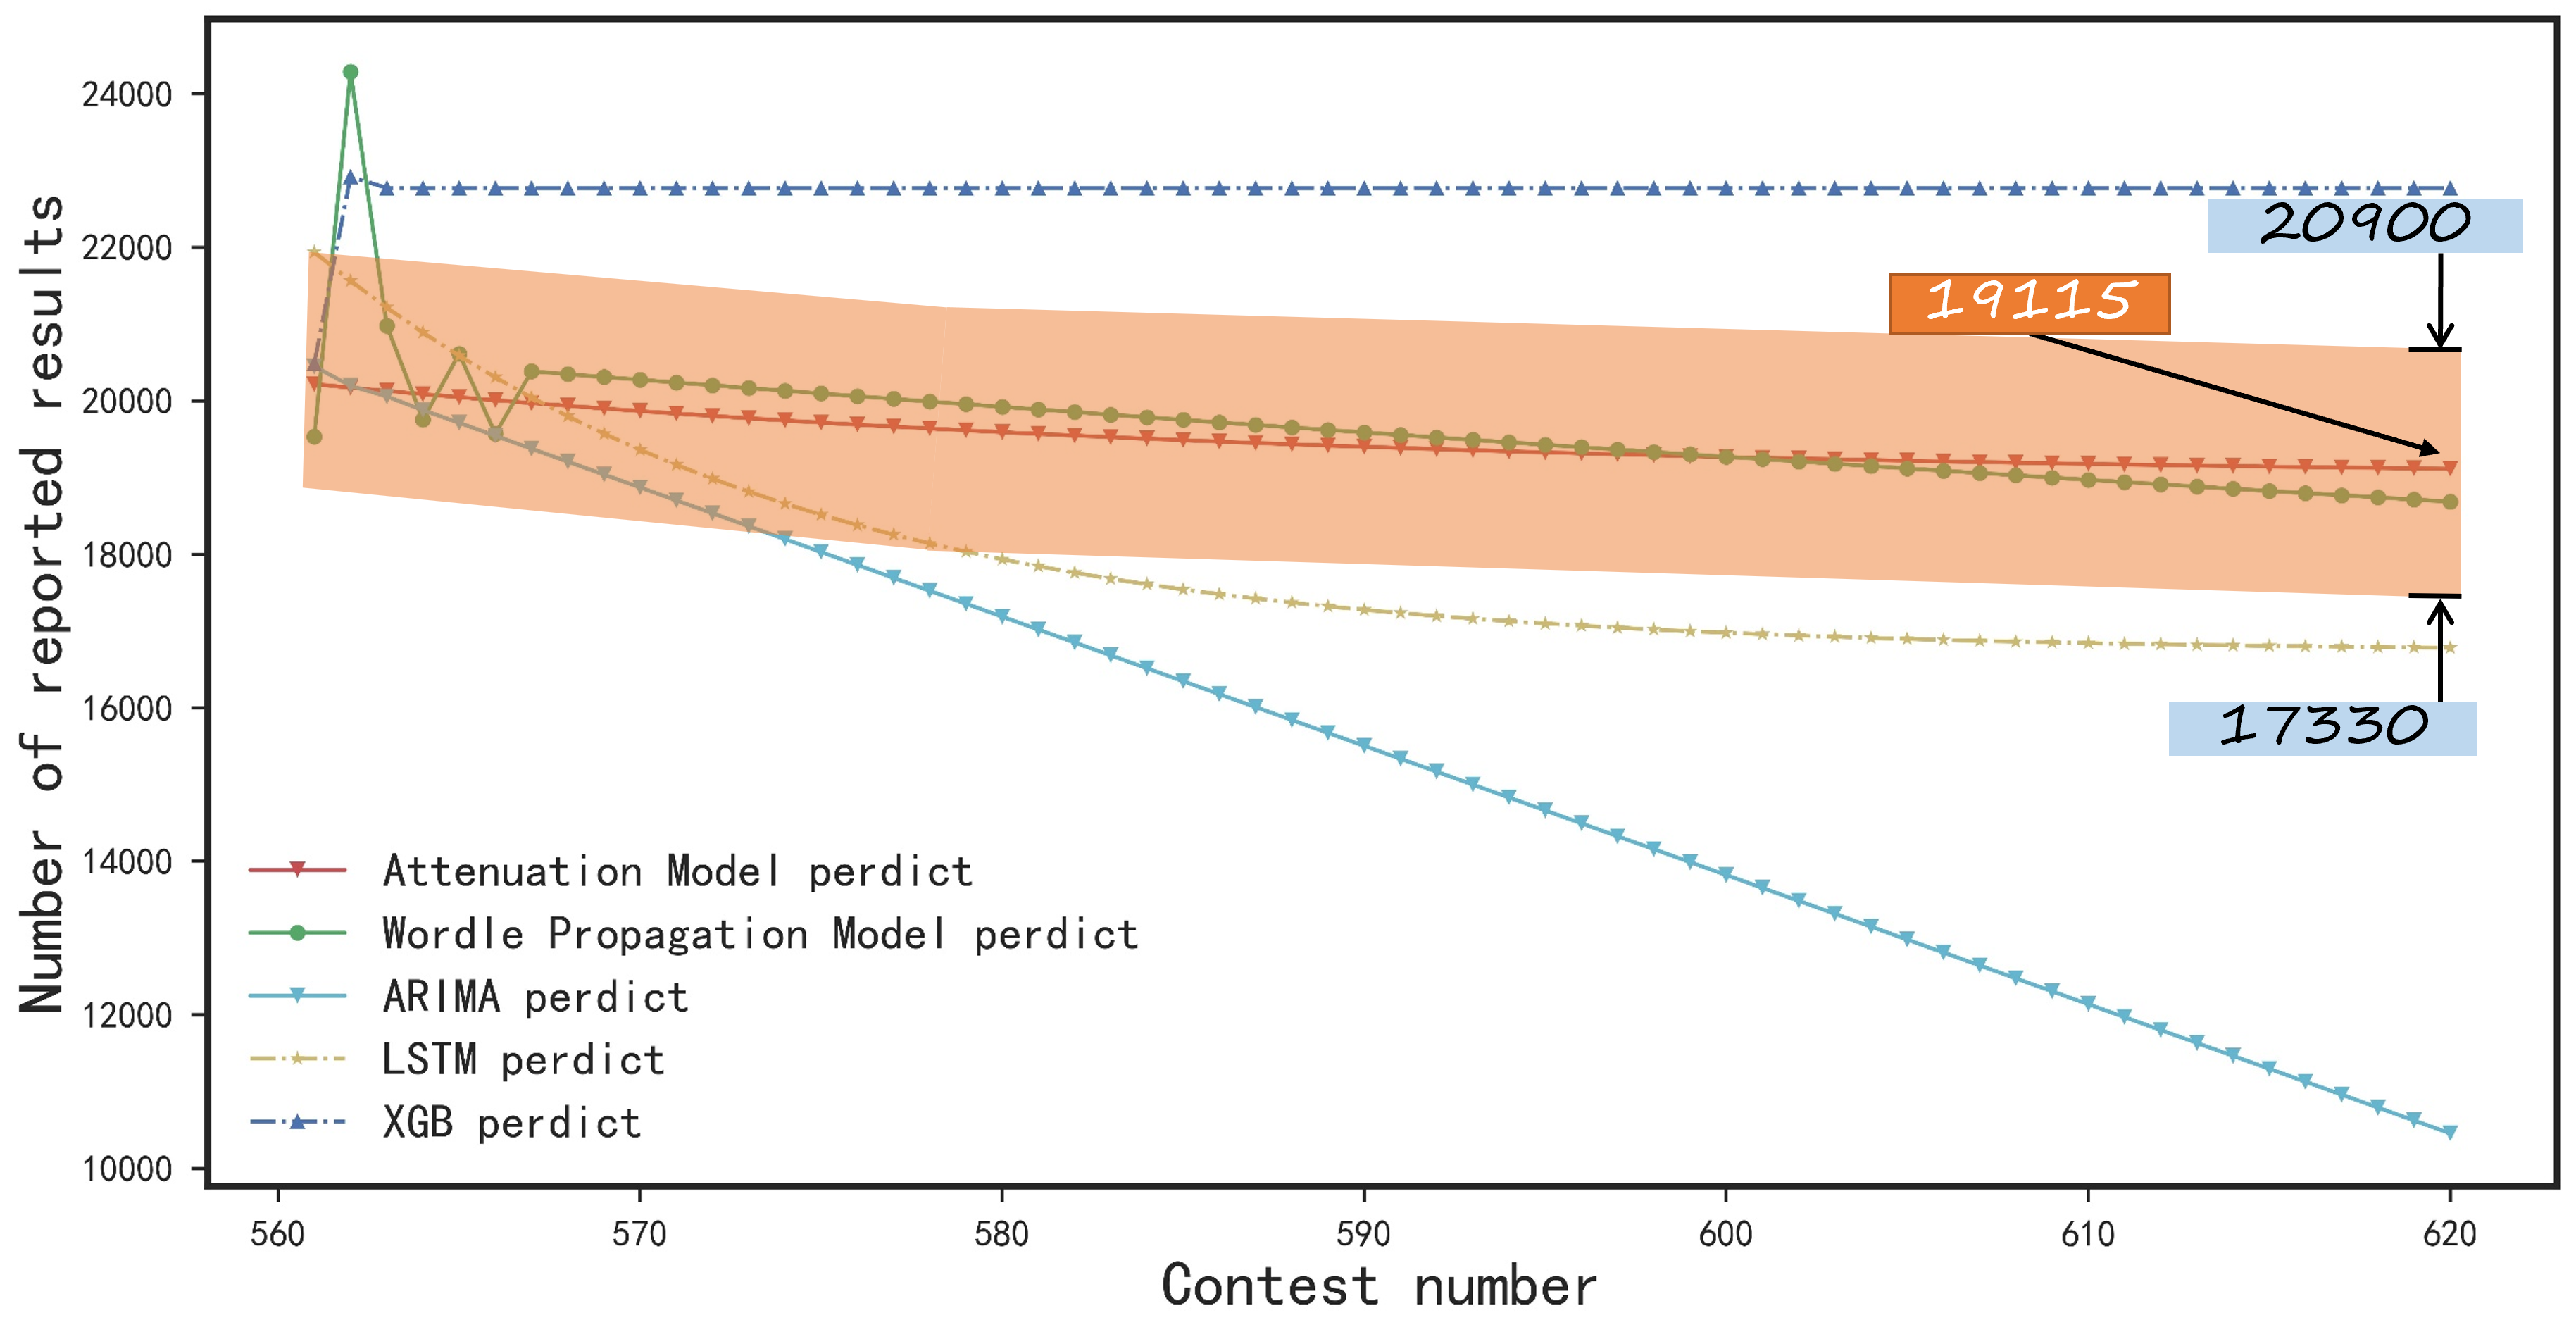 Number of reported results
24000
22000
20000
18000
16000
14000
12000
10000
20900
19115
17330
Attenuation Model perdict
Wordle Propagation Model perdict
ARIMA perdict
LSTM perdict
XGB perdict
560 570 580 590 600 610 620
Contest number